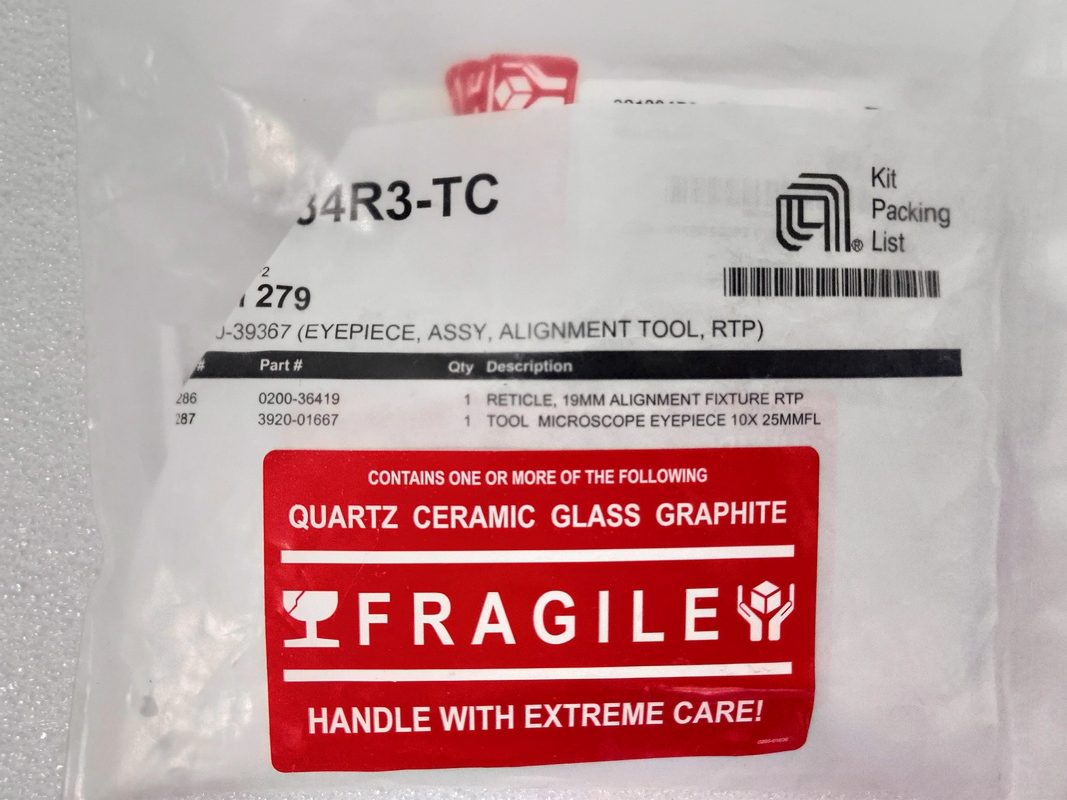 34R3-TC
Kit
Packing
List
®
2
279
-39367 (EYEPIECE, ASSY, ALIGNMENT TOOL, RTP)
# Part # Qty Description
286 0200-36419 1 RETICLE, 19MM ALIGNMENT FIXTURE RTP
287 3920-01667 1 TOOL MICROSCOPE EYEPIECE 10X 25MMFL
CONTAINS ONE OR MORE OF THE FOLLOWING
QUARTZ CERAMIC GLASS GRAPHITE
FRAGILE
HANDLE WITH EXTREME CARE!